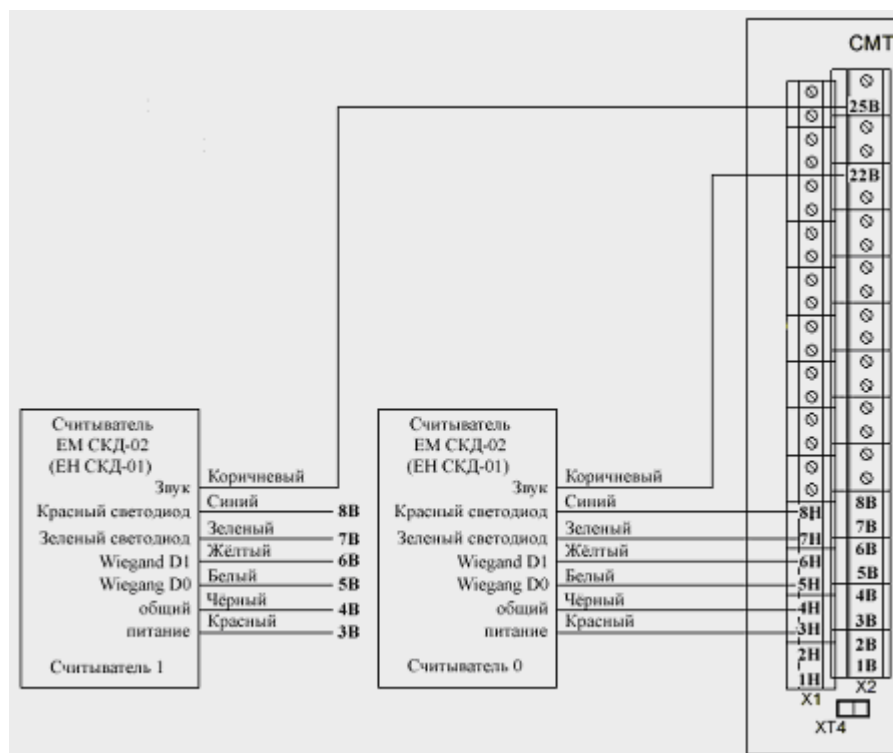 СМТ
25В
22В
Считыватель
ЕМ СКД-02
(ЕН СКД-01)
Звук
Коричневый
Красный светодиод
Синий
8В
Зеленый светодиод
Зеленый
7В
Wiegand D1
Жёлтый
6В
Wiegang D0
Белый
5В
общий
Чёрный
4В
питание
Красный
3В
Считыватель 1
Считыватель
ЕМ СКД-02
(ЕН СКД-01)
Звук
Коричневый
Красный светодиод
Синий
Зеленый светодиод
Зеленый
Wiegand D1
Жёлтый
Wiegang D0
Белый
общий
Чёрный
питание
Красный
Считыватель 0
8Н
7Н
6Н
5Н
4Н
3Н
2Н
1Н
X1
8В
7В
6В
5В
4В
3В
2В
1В
X2
XT4